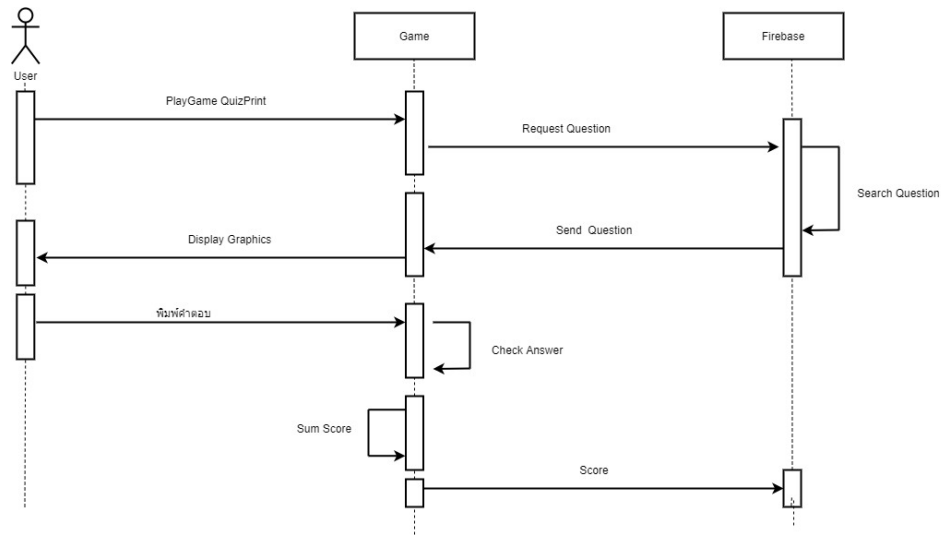 Game
Firebase
User
PlayGame QuizPrint
Request Question
Search Question
Send Question
Display Graphics
พิมพ์คำตอบ
Check Answer
Sum Score
Score